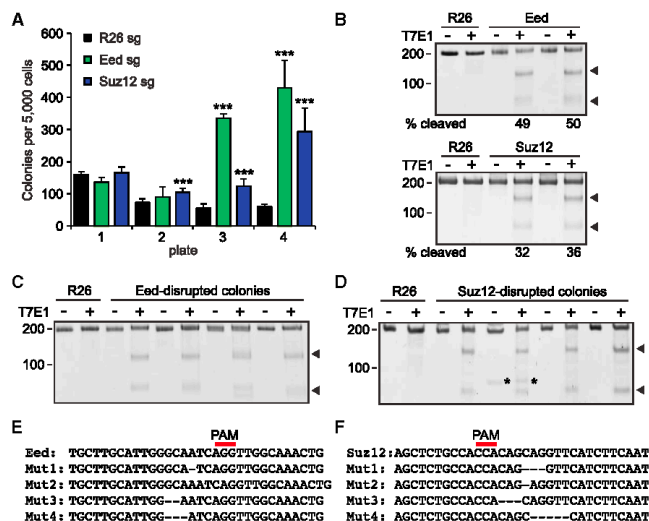 A
Colonies per 5,000 cells
600
500
400
300
200
100
0
R26 sg
Eed sg
Suz12 sg
***
***
***
***
***
1 2 3 4
plate
B
R26 Eed
T7E1 - + - + - +
200 -
100 -
% cleaved 49 50
R26 Suz12
T7E1 - + - + - +
200 -
100 -
% cleaved 32 36
C
R26 Eed-disrupted colonies
T7E1 - + - + - + - + - +
200 -
100 -
D
R26 Suz12-disrupted colonies
T7E1 - + - + - + - + - +
200 -
100 -
* *
E
PAM
Eed: TGCTTGCATTGGGCAATCAGGTTGGCAAACTG
Mut1: TGCTTGCATTGGGCA-TCAGGTTGGCAAACTG
Mut2: TGCTTGCATTGGGCAAATCAGGTTGGCAAACTG
Mut3: TGCTTGCATTGG--AATCAGGTTGGCAAACTG
Mut4: TGCTTGCATTGG----ATCAGGTTGGCAAACTG
F
PAM
Suz12:AGCTCTGCCACCACAGCAGGTTCATCTTCAAT
Mut1: AGCTCTGCCACCACAG---GTTCATCTTCAAT
Mut2: AGCTCTGCCACCACAG-AGGTTCATCTTCAAT
Mut3: AGCTCTGCCACCA----CAGGTTCATCTTCAAT
Mut4: AGCTCTGCCACCACAGC------CATCTTCAAT